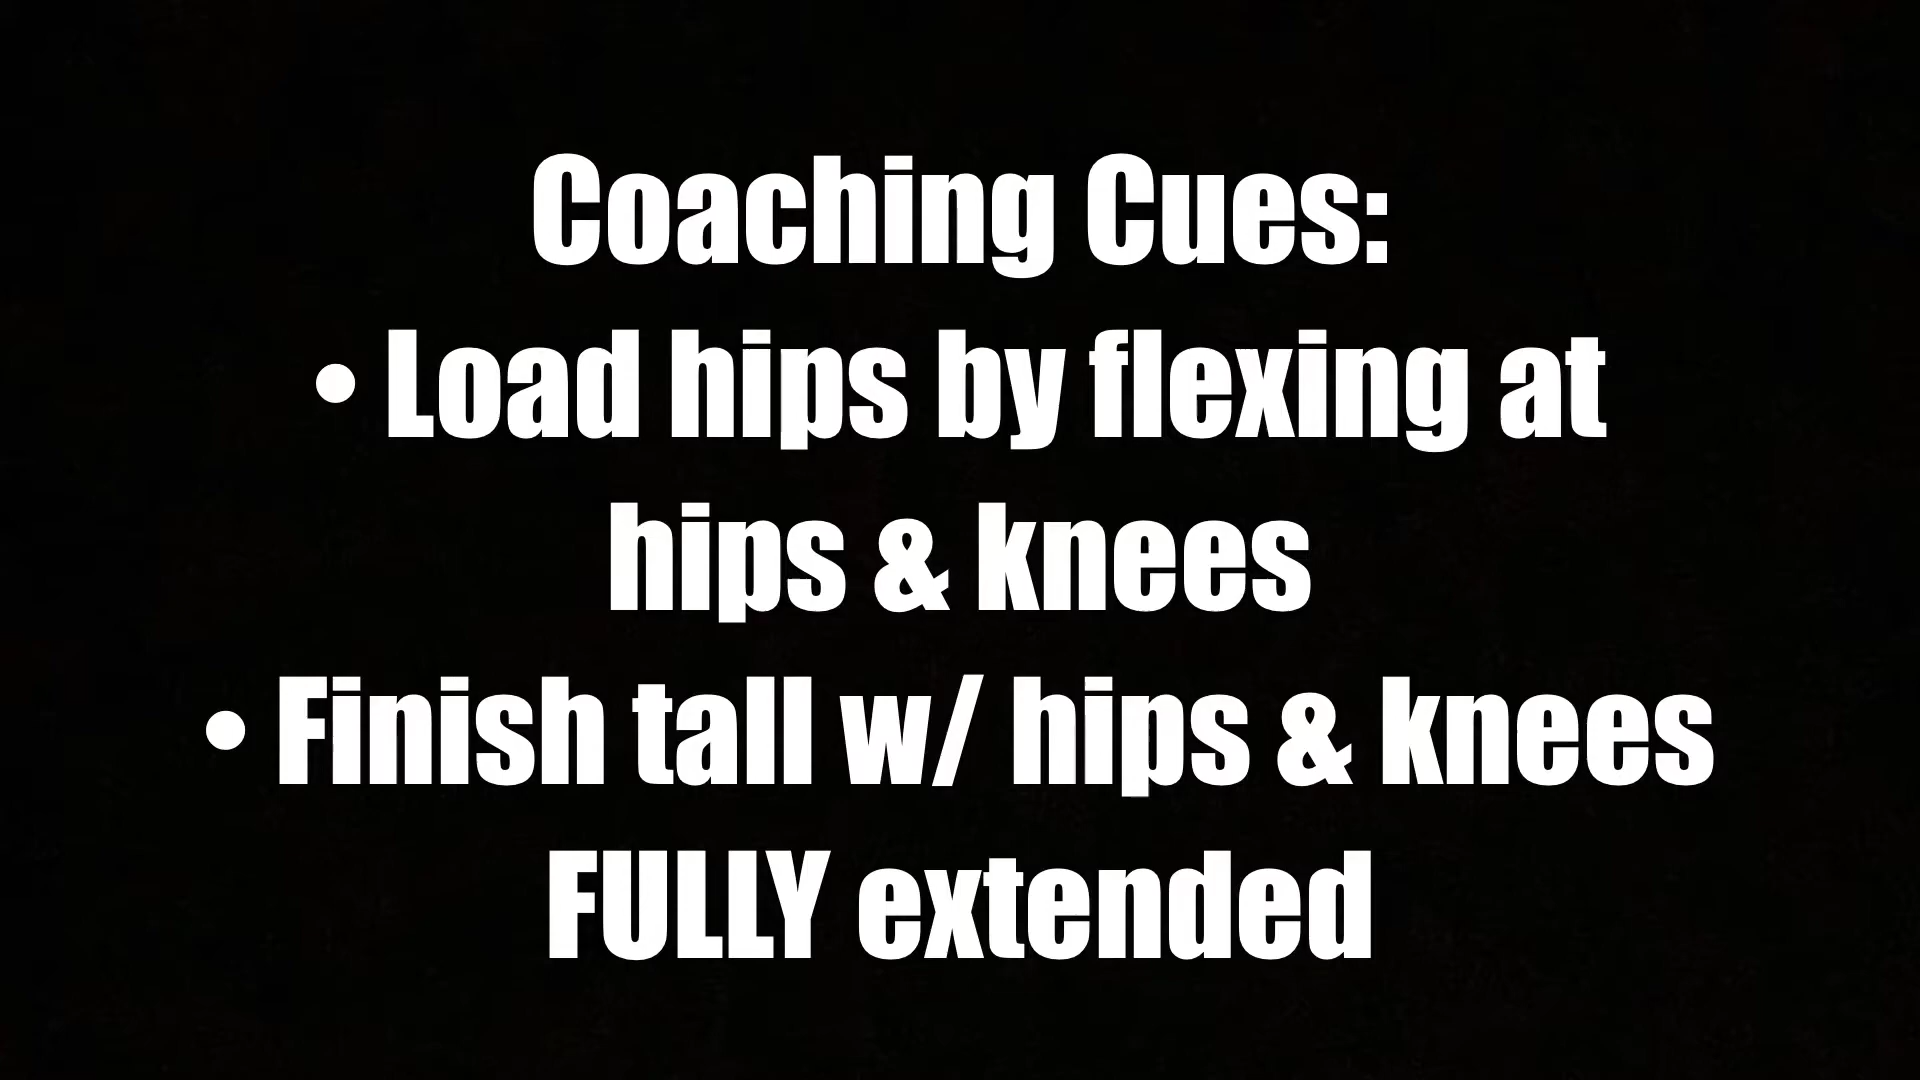 Coaching Cues:
• Load hips by flexing at
hips & knees
• Finish tall w/ hips & knees
FULLY extended